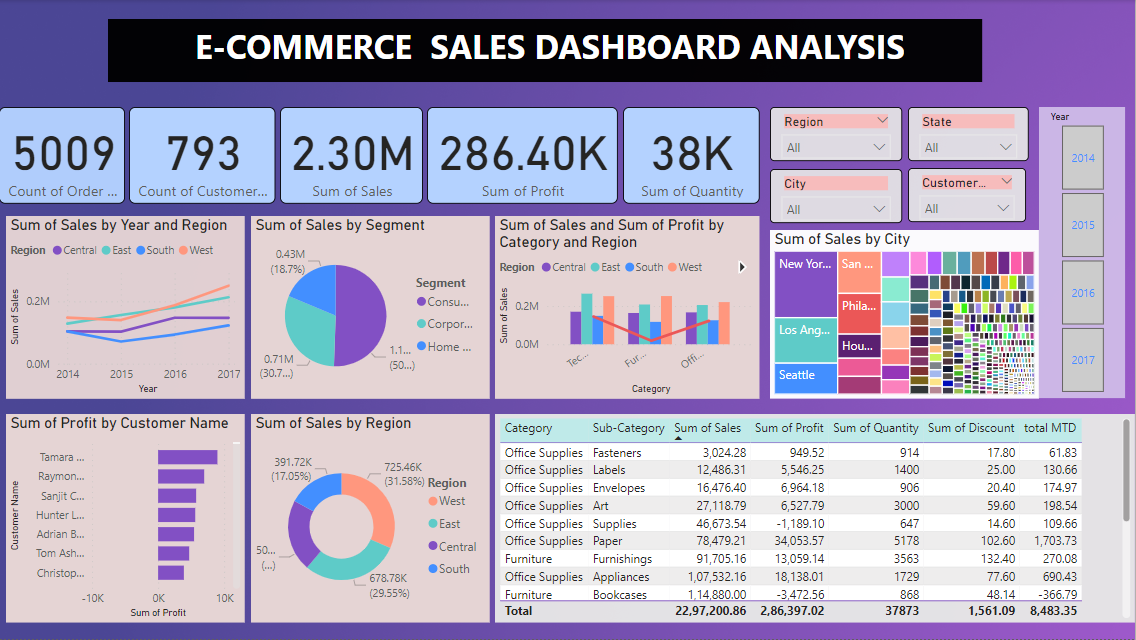 E-COMMERCE SALES DASHBOARD ANALYSIS
5009
Count of Order ...
793
Count of Customer...
2.30M
Sum of Sales
286.40K
Sum of Profit
38K
Sum of Quantity
Region
All
State
All
City
All
Customer...
All
Year
2014
2015
2016
2017
Sum of Sales by Year and Region
Region Central East South West
Sum of Sales
0.2M
0.0M
2014 2015 2016 2017
Year
Sum of Sales by Segment
0.43M
(18.7%)
0.71M
(30.7...)
1.1...
(50...)
Segment
Consu...
Corpor...
Home ...
Sum of Sales and Sum of Profit by
Category and Region
Region Central East South West
Sum of Sales
0.2M
0.0M
Tec... Fur... Offi...
Category
Sum of Sales by City
New Yor...
Los Ang...
Seattle
San ...
Phila...
Hou...
Sum of Profit by Customer Name
Customer Name
Tamara ...
Raymon...
Sanjit C...
Hunter L...
Adrian B...
Tom Ash...
Christop...
-10K 0K 10K
Sum of Profit
Sum of Sales by Region
391.72K
(17.05%)
725.46K
(31.58%)
50...
(...)
678.78K
(29.55%)
Region
West
East
Central
South
Category Sub-Category Sum of Sales Sum of Profit Sum of Quantity Sum of Discount total MTD
Office Supplies Fasteners 3,024.28 949.52 914 17.80 61.83
Office Supplies Labels 12,486.31 5,546.25 1400 25.00 130.66
Office Supplies Envelopes 16,476.40 6,964.18 906 20.40 174.97
Office Supplies Art 27,118.79 6,527.79 3000 59.60 198.54
Office Supplies Supplies 46,673.54 -1,189.10 647 14.60 109.66
Office Supplies Paper 78,479.21 34,053.57 5178 102.60 1,703.73
Furniture Furnishings 91,705.16 13,059.14 3563 132.40 270.08
Office Supplies Appliances 1,07,532.16 18,138.01 1729 77.60 690.43
Furniture Bookcases 1,14,880.00 -3,472.56 868 48.14 -366.79
Total 22,97,200.86 2,86,397.02 37873 1,561.09 8,483.35